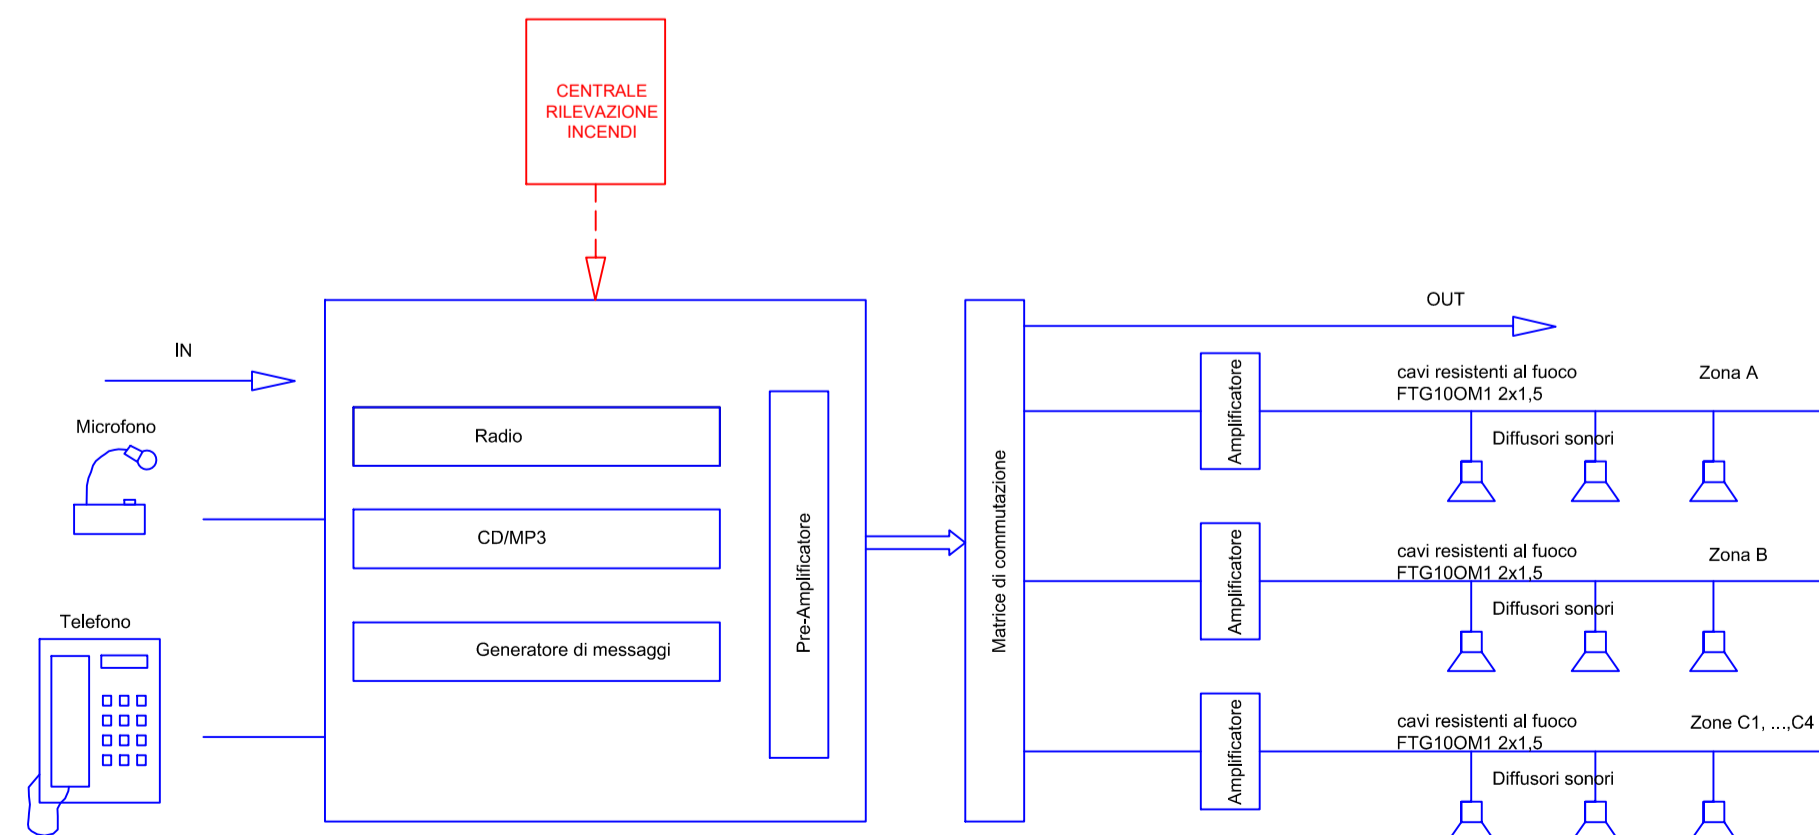 CENTRALE
RILEVAZIONE
INCENDI
IN
OUT
Microfono
Telefono
Radio
CD/MP3
Generatore di messaggi
Pre-Amplificatore
Matrice di commutazione
Amplificatore
cavi resistenti al fuoco
FTG10OM1 2x1,5
Zona A
Diffusori sonori
Amplificatore
cavi resistenti al fuoco
FTG10OM1 2x1,5
Zona B
Diffusori sonori
Amplificatore
cavi resistenti al fuoco
FTG10OM1 2x1,5
Zone C1, ...,C4
Diffusori sonori